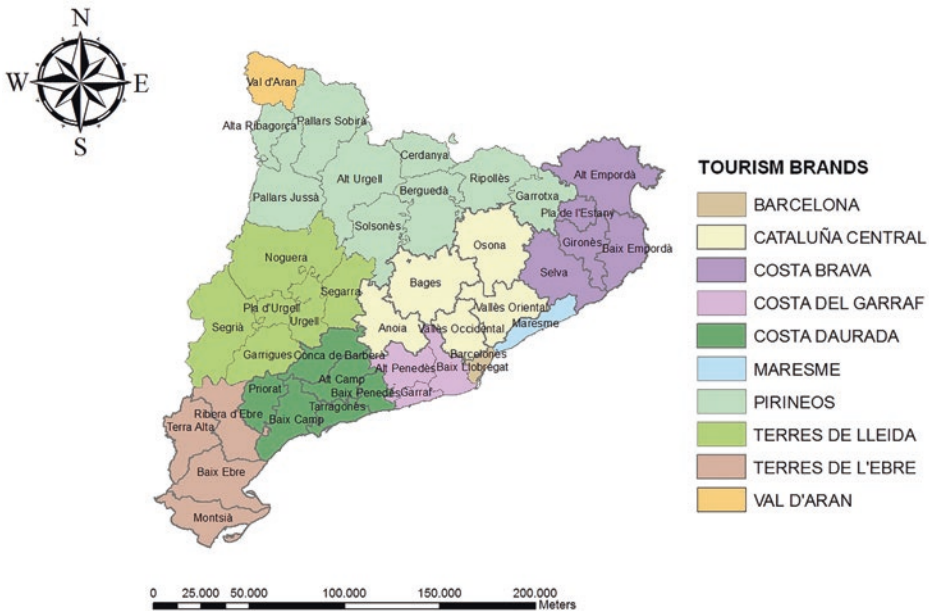 N
W E
S
Val d'Aran
Pallars Sobirà
Alta Ribagorça
Cerdanya
Alt Empordà
Alt Urgell
Ripollès
Berguedà
Garrotxa
Pallars Jussà
Pla de l'Estany
Solsonès
Osona
Gironès
Baix Empordà
Noguera
Selva
Bages
Segarra
Vallès Oriental
Pla d'Urgell
Urgell
Anoia
Vallès Occidental
Maresme
Segrià
Garrigues
Conca de Barberà
Barcelonès
Alt Penedès
Baix Llobregat
Alt Camp
Priorat
Baix Penedès
Garraf
Tarragonès
Ribera d'Ebre
Baix Camp
Terra Alta
Baix Ebre
Montsià
TOURISM BRANDS
BARCELONA
CATALUÑA CENTRAL
COSTA BRAVA
COSTA DEL GARRAF
COSTA DAURADA
MARESME
PIRINEOS
TERRES DE LLEIDA
TERRES DE L'EBRE
VAL D'ARAN
0 25.000 50.000 100.000 150.000 200.000
Meters